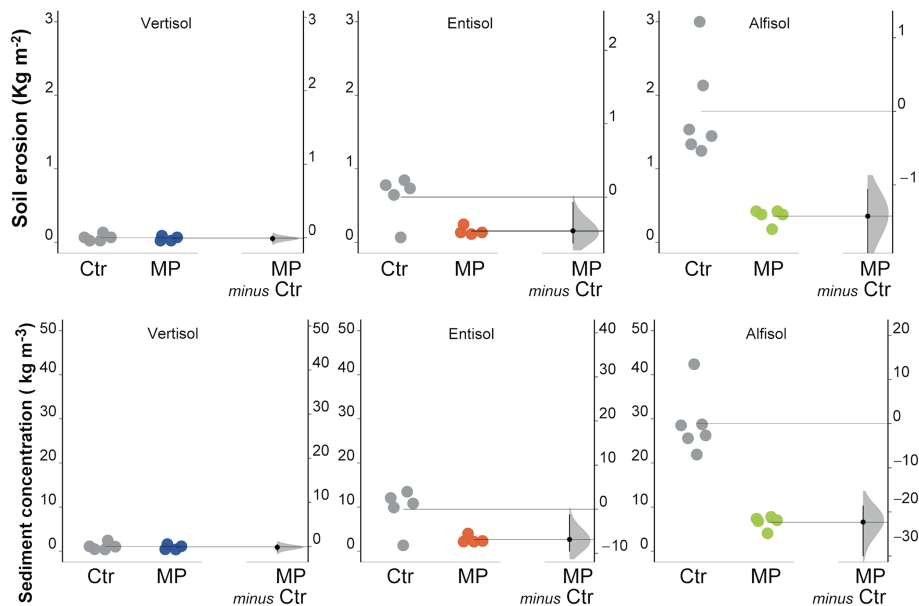 Soil erosion (Kg m-2)
Vertisol
3
2
1
0
3
2
1
0
Ctr
MP
MP
minus Ctr
Entisol
3
2
1
0
2
1
0
Ctr
MP
MP
minus Ctr
Alfisol
3
2
1
0
1
0
−1
Ctr
MP
MP
minus Ctr
Sediment concentration ( kg m-3)
Vertisol
50
40
30
20
10
0
50
40
30
20
10
0
Ctr
MP
MP
minus Ctr
Entisol
50
40
30
20
10
0
40
30
20
10
0
−10
Ctr
MP
MP
minus Ctr
Alfisol
50
40
30
20
10
0
20
10
0
−10
−20
−30
Ctr
MP
MP
minus Ctr